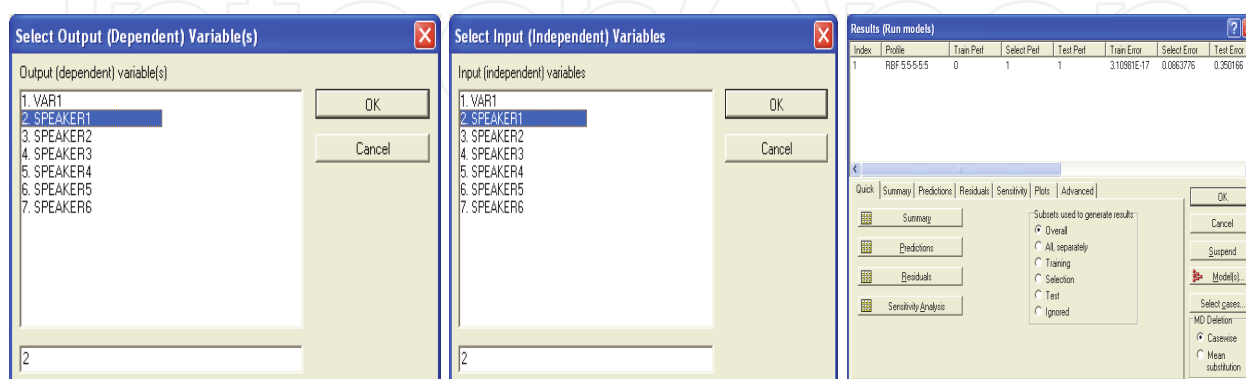 Select Output (Dependent) Variable(s)
Output (dependent) variable(s)
1. VAR1
2. SPEAKER1
3. SPEAKER2
4. SPEAKER3
5. SPEAKER4
6. SPEAKER5
7. SPEAKER6
OK
Cancel
2
Select Input (Independent) Variables
Input (independent) variables
1. VAR1
2. SPEAKER1
3. SPEAKER2
4. SPEAKER3
5. SPEAKER4
6. SPEAKER5
7. SPEAKER6
OK
Cancel
2
Results (Run models)
Index Profile Train Perf Select Perf Test Perf Train Error Select Error Test Error
1 RBF 5:5-5-5:5 0 1 1 3.10981E-17 0.0863776 0.350166
Quick Summary Predictions Residuals Sensitivity Plots Advanced
Summary
Predictions
Residuals
Sensitivity Analysis
Subsets used to generate results
Overall
All, separately
Training
Selection
Test
Ignored
OK
Cancel
Suspend
Model(s)...
Select cases...
MD Deletion
Casewise
Mean
substitution